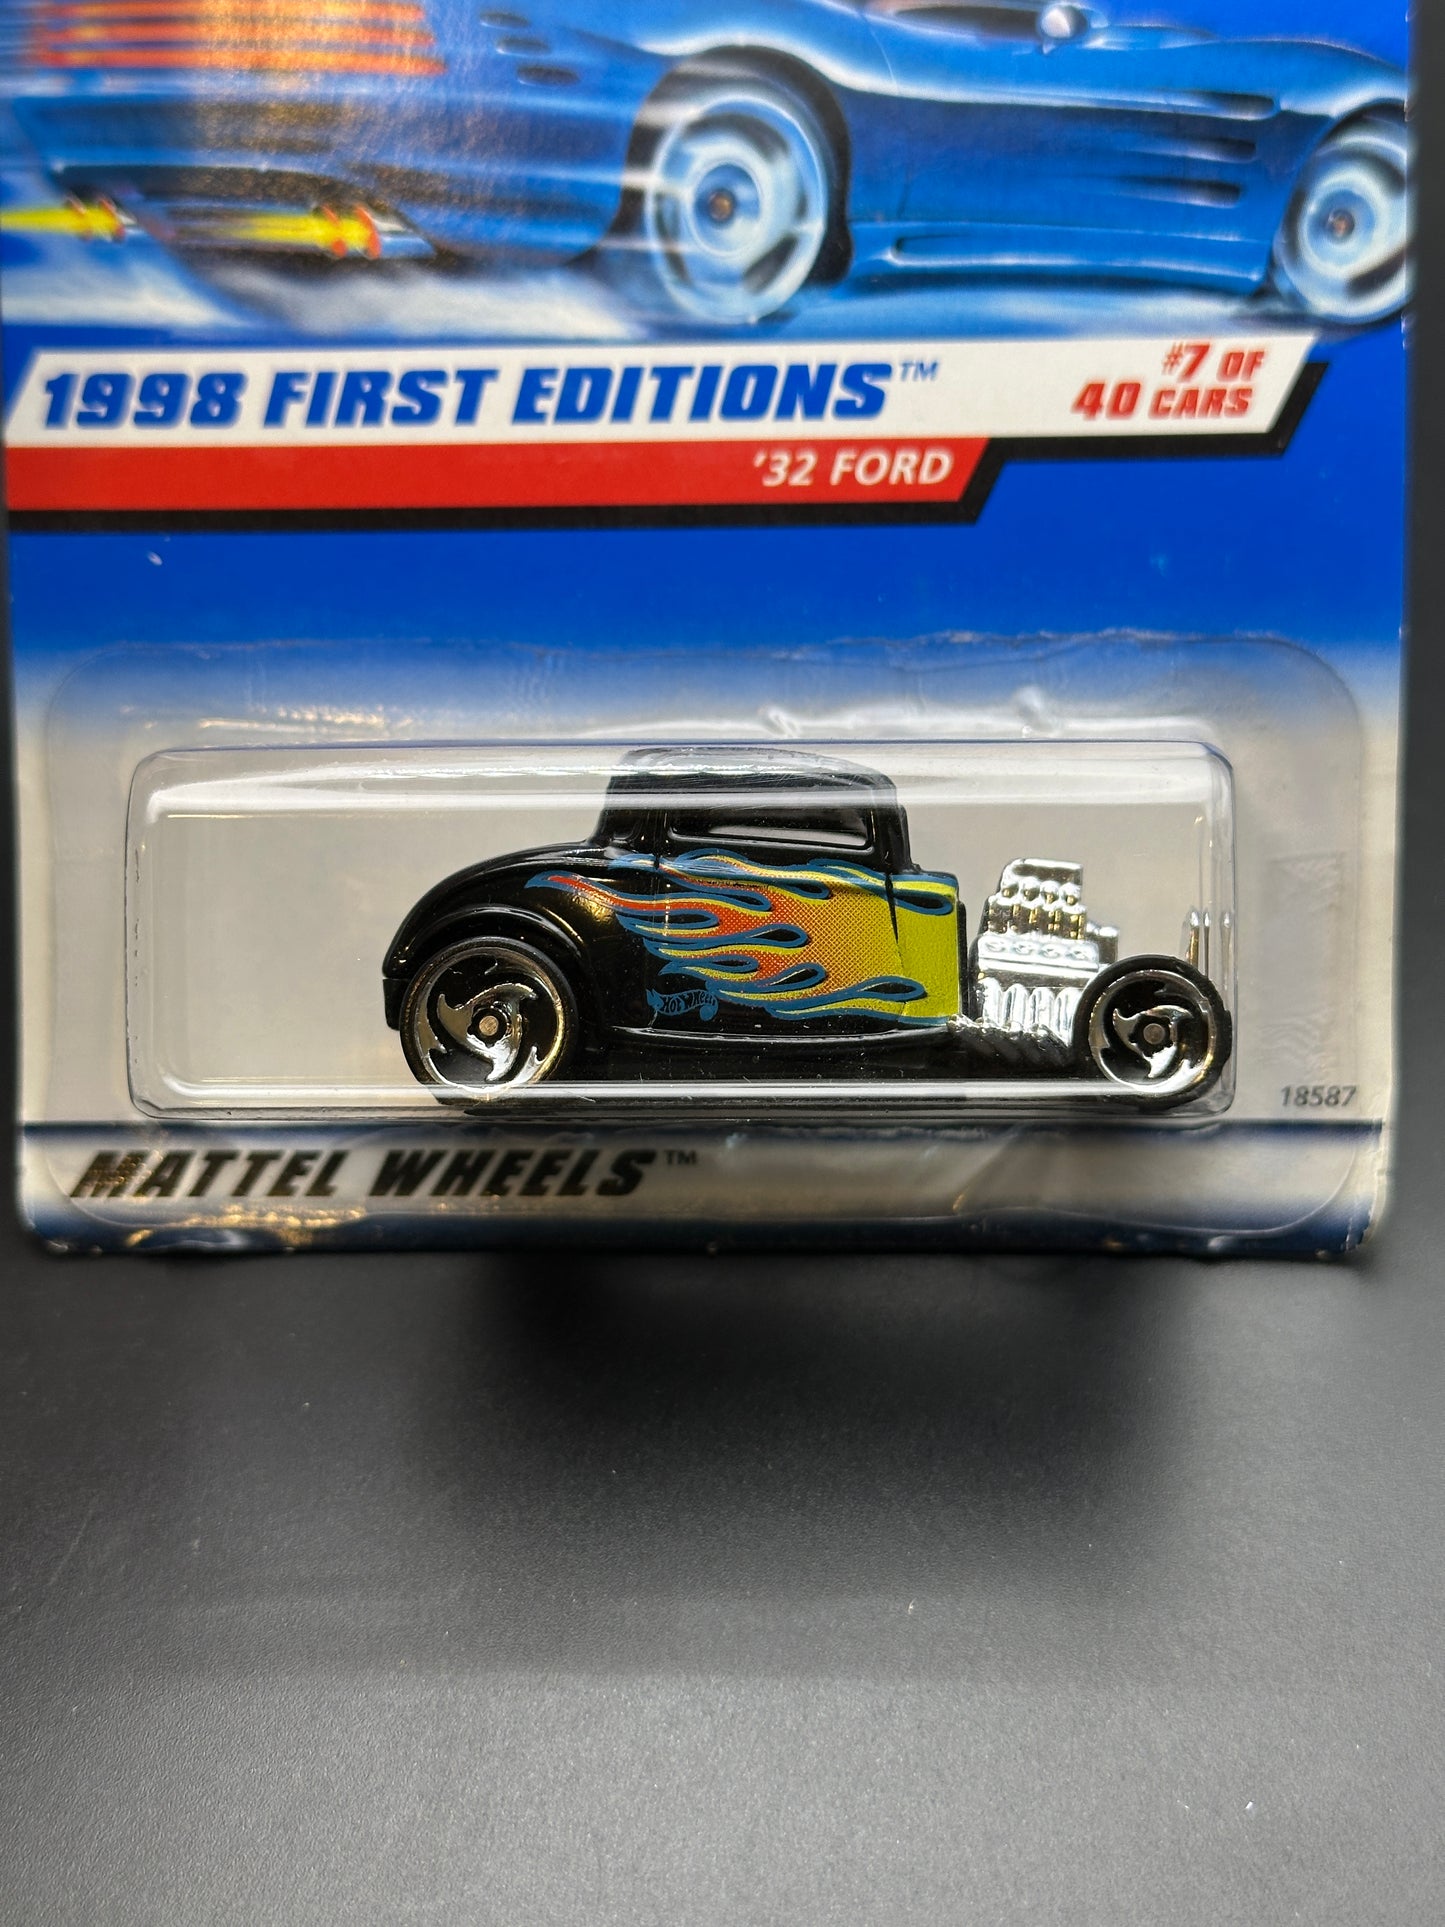 1998 FIRST EDITIONS™
#7 OF
40 CARS
'32 FORD
Hot Wheels
18587
MATTEL WHEELS™